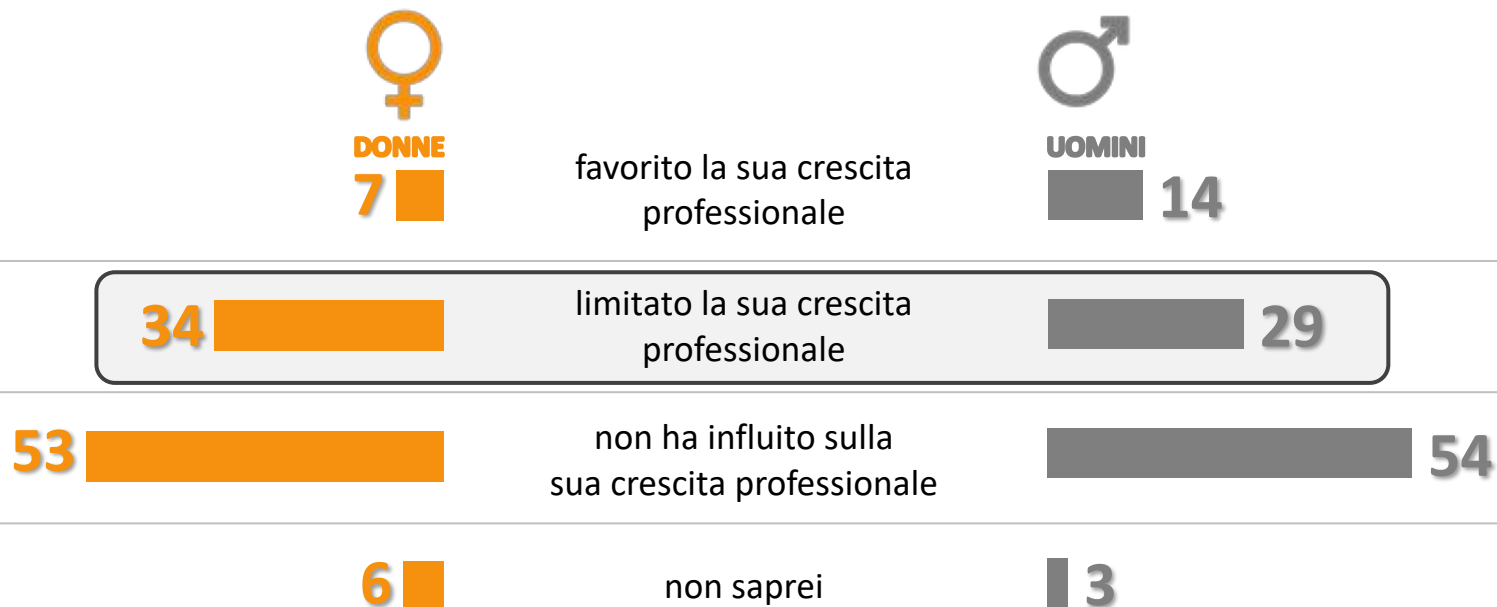 DONNE
UOMINI
7
favorito la sua crescita
professionale
14
34
limitato la sua crescita
professionale
29
53
non ha influito sulla
sua crescita professionale
54
6
non saprei
3